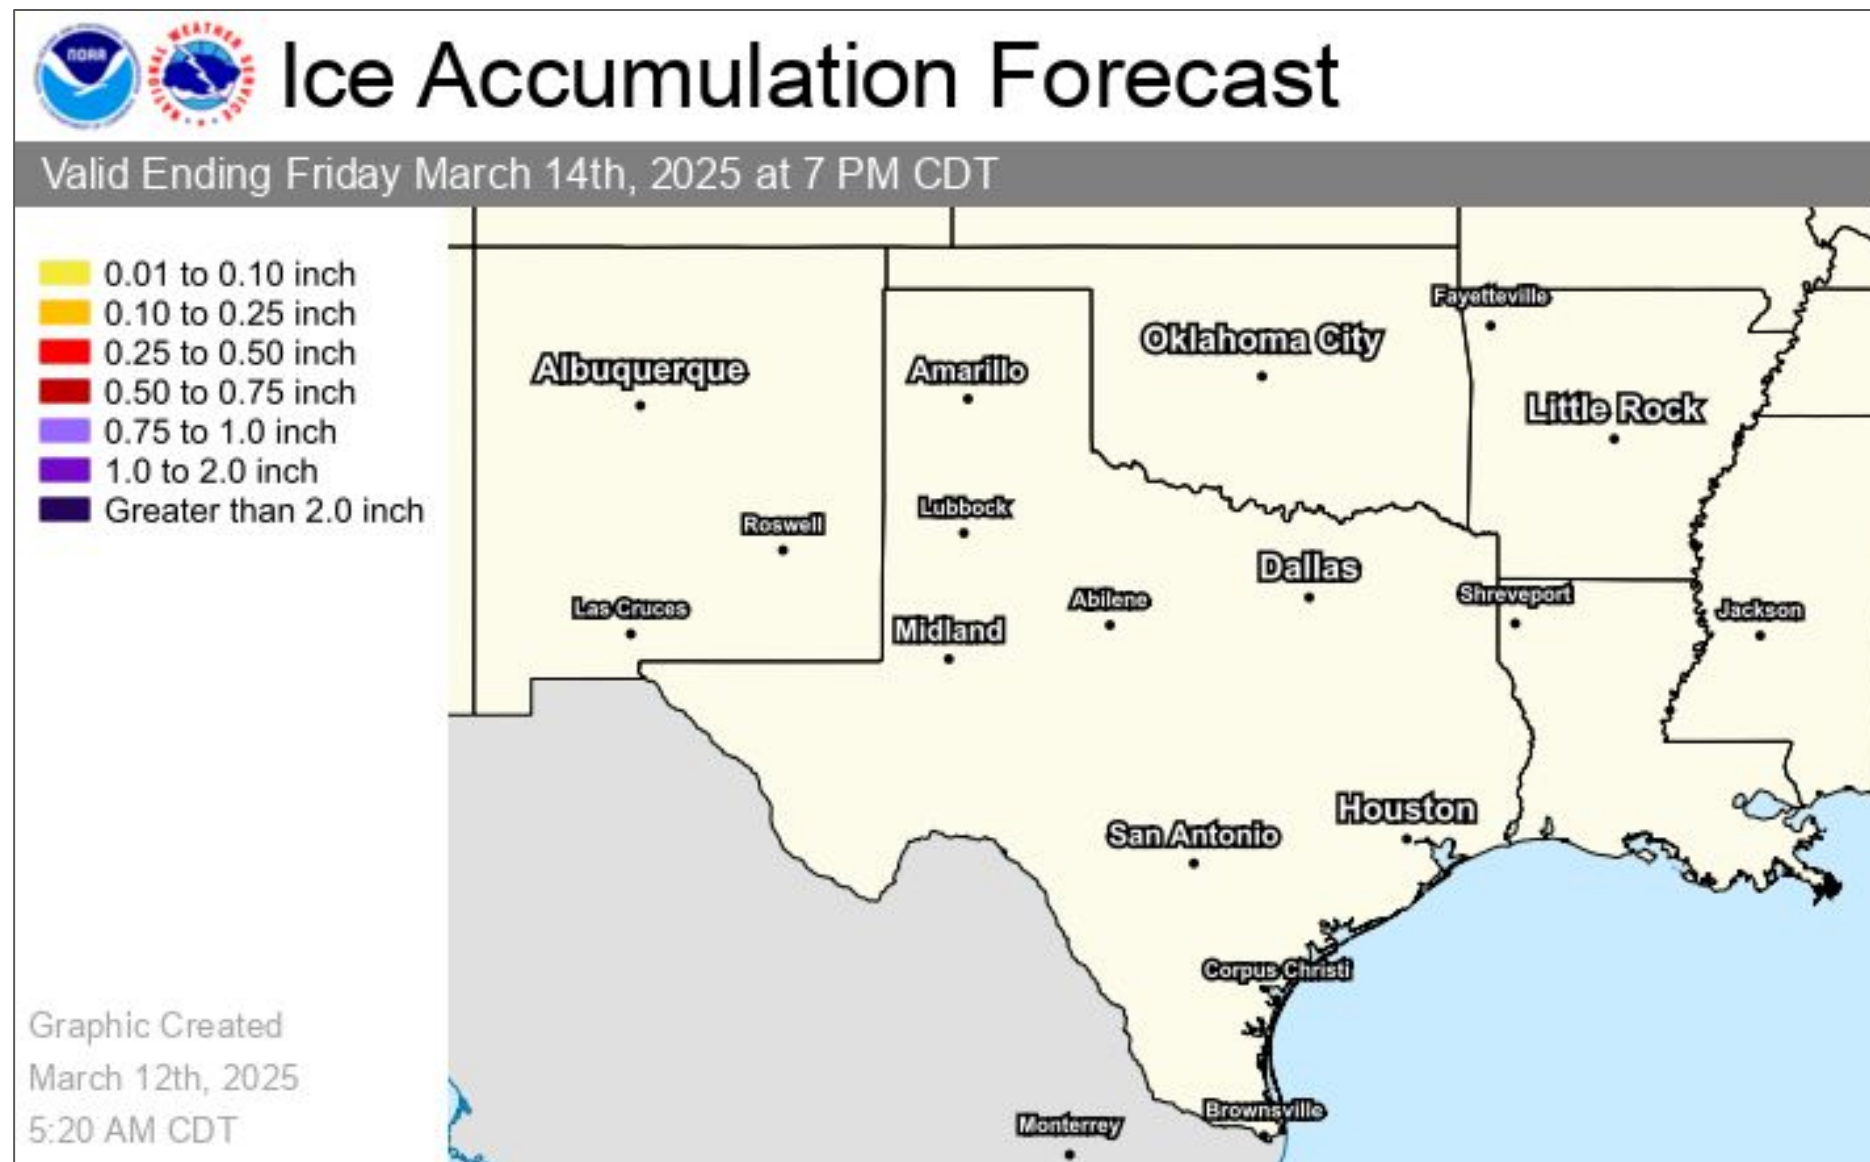 NOAA
NATIONAL WEATHER SERVICE
Ice Accumulation Forecast
Valid Ending Friday March 14th, 2025 at 7 PM CDT
0.01 to 0.10 inch
0.10 to 0.25 inch
0.25 to 0.50 inch
0.50 to 0.75 inch
0.75 to 1.0 inch
1.0 to 2.0 inch
Greater than 2.0 inch
Fayetteville
Oklahoma City
Albuquerque
Amarillo
Little Rock
Lubbock
Roswell
Dallas
Shreveport
Abilene
Las Cruces
Jackson
Midland
Houston
San Antonio
Corpus Christi
Brownsville
Monterrey
Graphic Created
March 12th, 2025
5:20 AM CDT